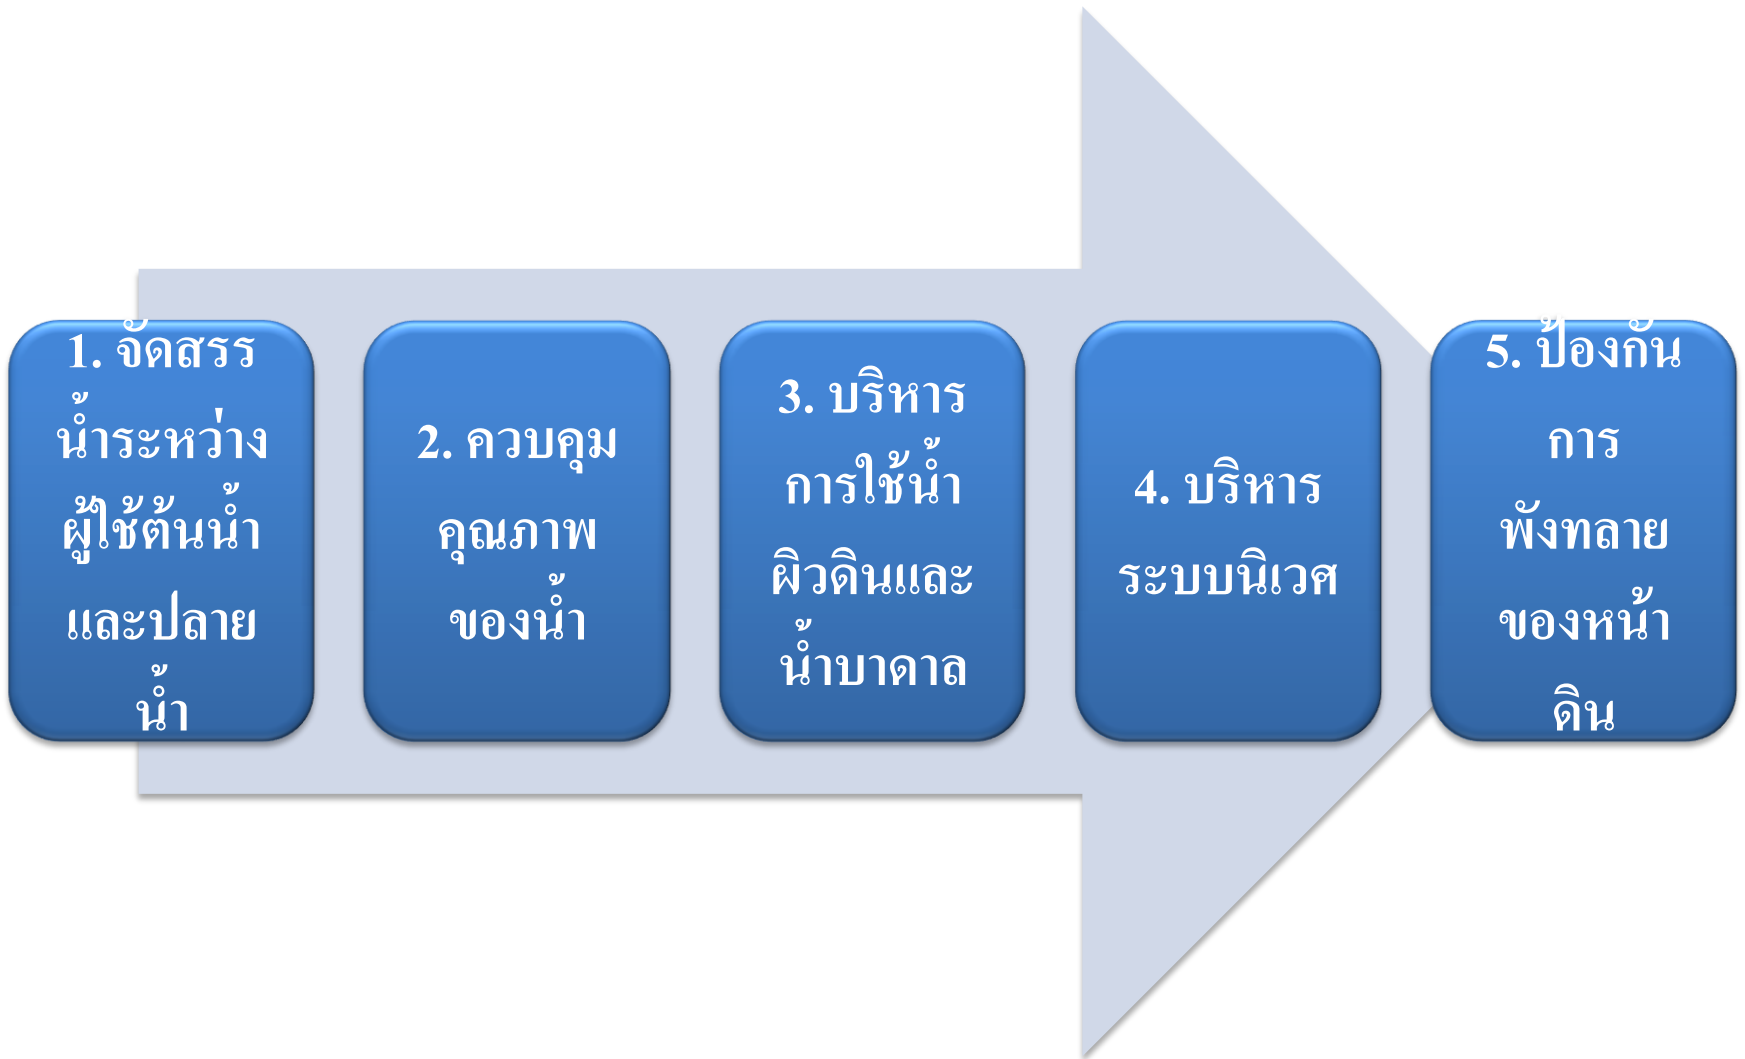 1. จัดสรร
น้ำระหว่าง
ผู้ใช้ต้นน้ำ
และปลาย
น้ำ
2. ควบคุม
คุณภาพ
ของน้ำ
3. บริหาร
การใช้น้ำ
ผิวดินและ
น้ำบาดาล
4. บริหาร
ระบบนิเวศ
5. ป้องกัน
การ
พังทลาย
ของหน้า
ดิน